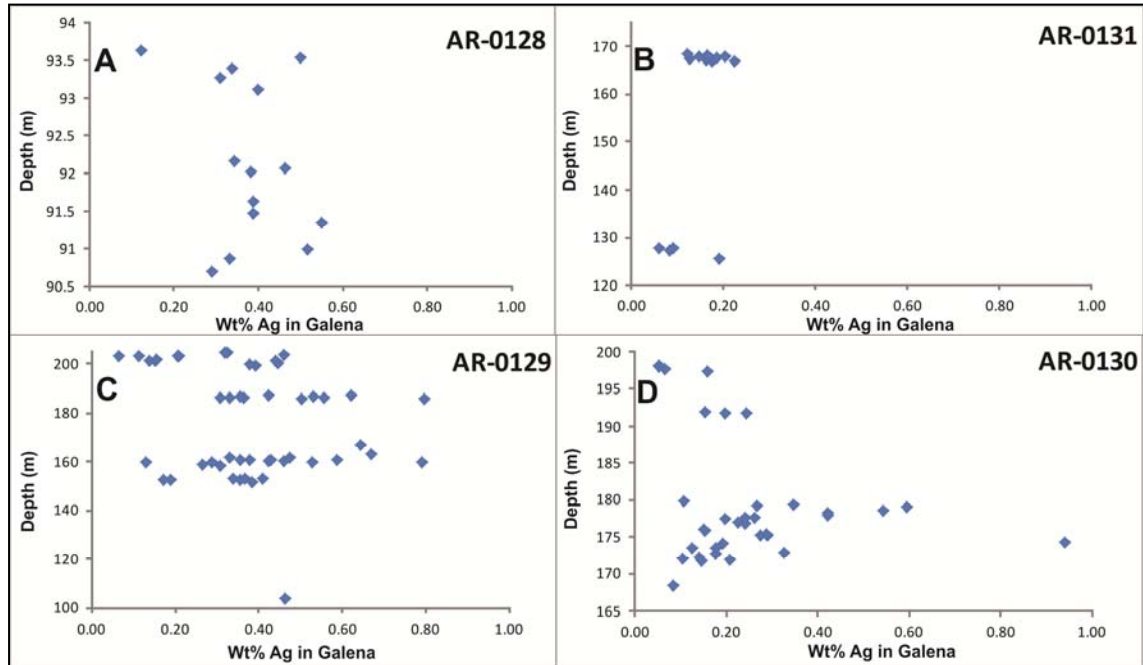 A
AR-0128
Depth (m)
94
93.5
93
92.5
92
91.5
91
90.5
0.00 0.20 0.40 0.60 0.80 1.00
Wt% Ag in Galena
B
AR-0131
Depth (m)
170
160
150
140
130
120
0.00 0.20 0.40 0.60 0.80 1.00
Wt% Ag in Galena
C
AR-0129
Depth (m)
200
180
160
140
120
100
0.00 0.20 0.40 0.60 0.80 1.00
Wt% Ag in Galena
D
AR-0130
Depth (m)
200
195
190
185
180
175
170
165
0.00 0.20 0.40 0.60 0.80 1.00
Wt% Ag in Galena